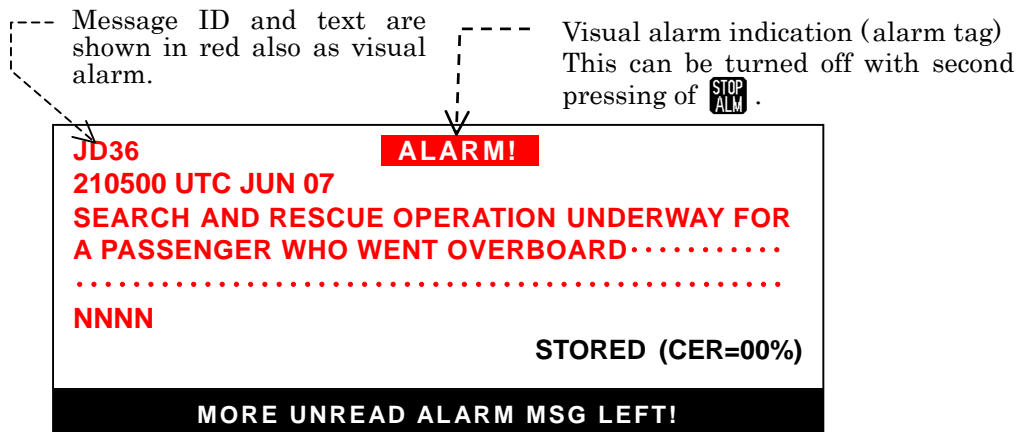 Message ID and text are
shown in red also as visual
alarm.
Visual alarm indication (alarm tag)
This can be turned off with second
pressing of STOP ALM .
JD36 ALARM!
210500 UTC JUN 07
SEARCH AND RESCUE OPERATION UNDERWAY FOR
A PASSENGER WHO WENT OVERBOARD···········
··················································
NNNN
STORED (CER=00%)
MORE UNREAD ALARM MSG LEFT!